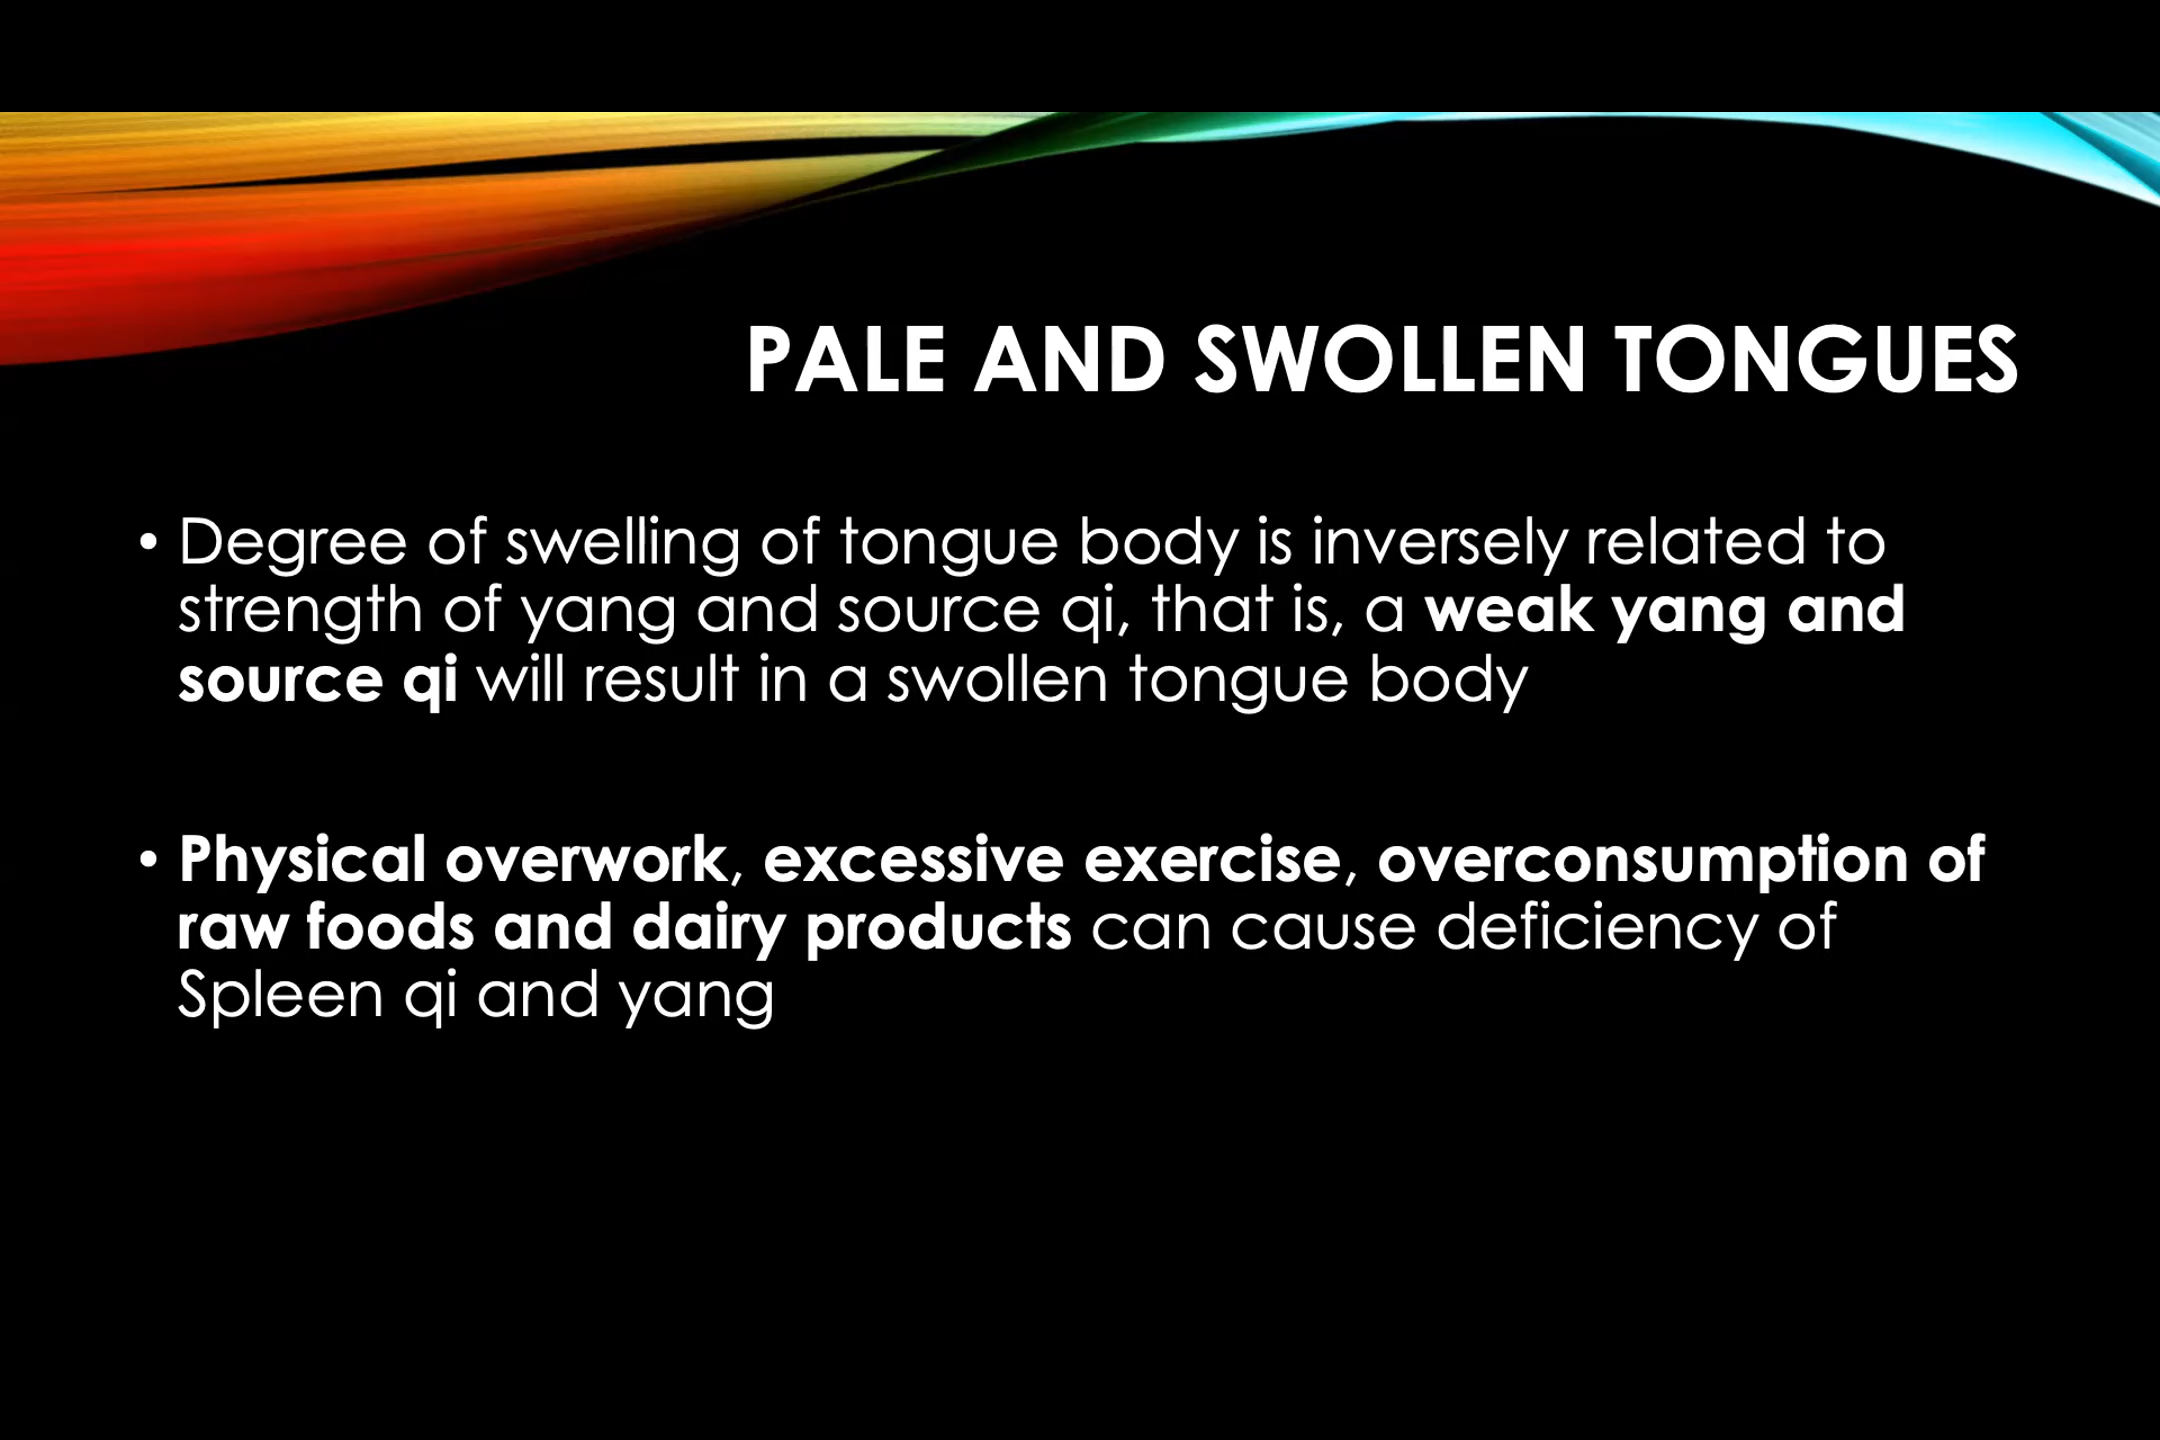 PALE AND SWOLLEN TONGUES
• Degree of swelling of tongue body is inversely related to
strength of yang and source qi, that is, a weak yang and
source qi will result in a swollen tongue body
• Physical overwork, excessive exercise, overconsumption of
raw foods and dairy products can cause deficiency of
Spleen qi and yang